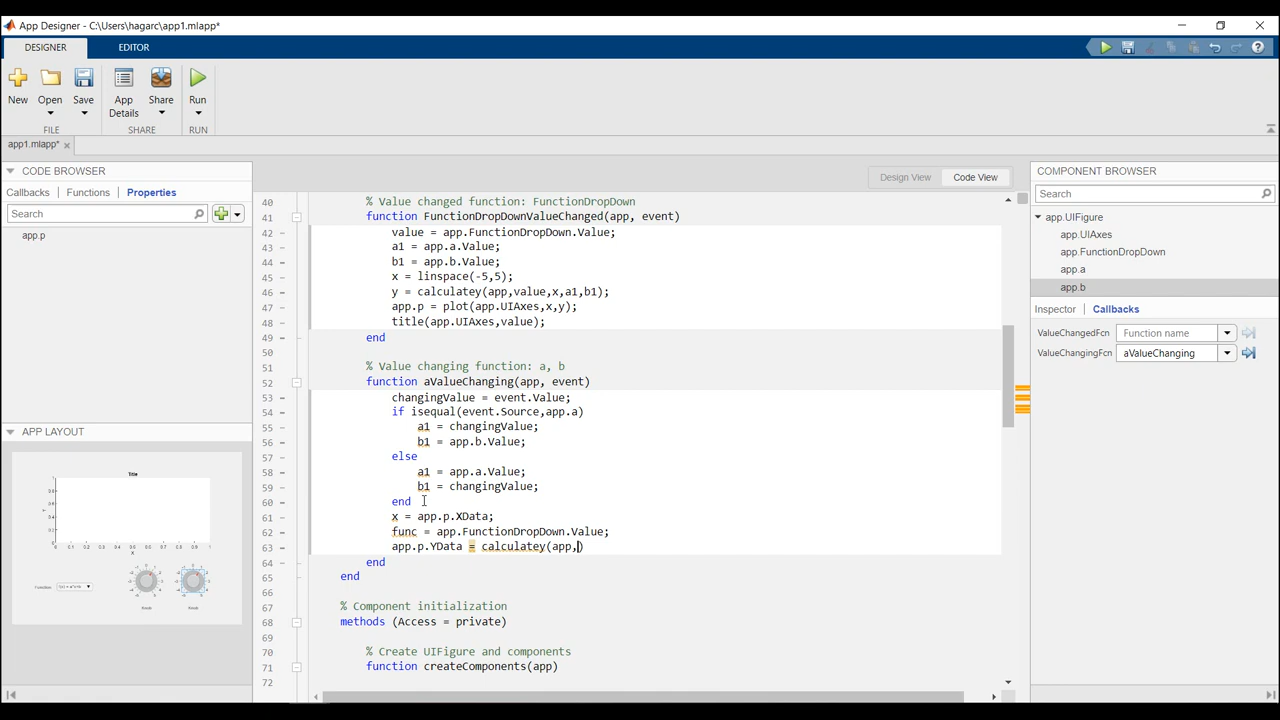 App Designer - C:\Users\hagarc\app1.mlapp*
DESIGNER
EDITOR
New
Open
Save
App Details
Share
Run
FILE
SHARE
RUN
app1.mlapp*
CODE BROWSER
Callbacks
Functions
Properties
Search
app.p
APP LAYOUT
Title
Design View
Code View
40 % Value changed function: FunctionDropDown
41 function FunctionDropDownValueChanged(app, event)
42 value = app.FunctionDropDown.Value;
43 a1 = app.a.Value;
44 b1 = app.b.Value;
45 x = linspace(-5,5);
46 y = calculatey(app,value,x,a1,b1);
47 app.p = plot(app.UIAxes,x,y);
48 title(app.UIAxes,value);
49 end
50
51 % Value changing function: a, b
52 function aValueChanging(app, event)
53 changingValue = event.Value;
54 if isequal(event.Source,app.a)
55 a1 = changingValue;
56 b1 = app.b.Value;
57 else
58 a1 = app.a.Value;
59 b1 = changingValue;
60 end
61 x = app.p.XData;
62 func = app.FunctionDropDown.Value;
63 app.p.YData = calculatey(app,)
64 end
65 end
66
67 % Component initialization
68 methods (Access = private)
69
70 % Create UIFigure and components
71 function createComponents(app)
72
COMPONENT BROWSER
Search
app.UIFigure
app.UIAxes
app.FunctionDropDown
app.a
app.b
Inspector
Callbacks
ValueChangedFcn Function name
ValueChangingFcn aValueChanging